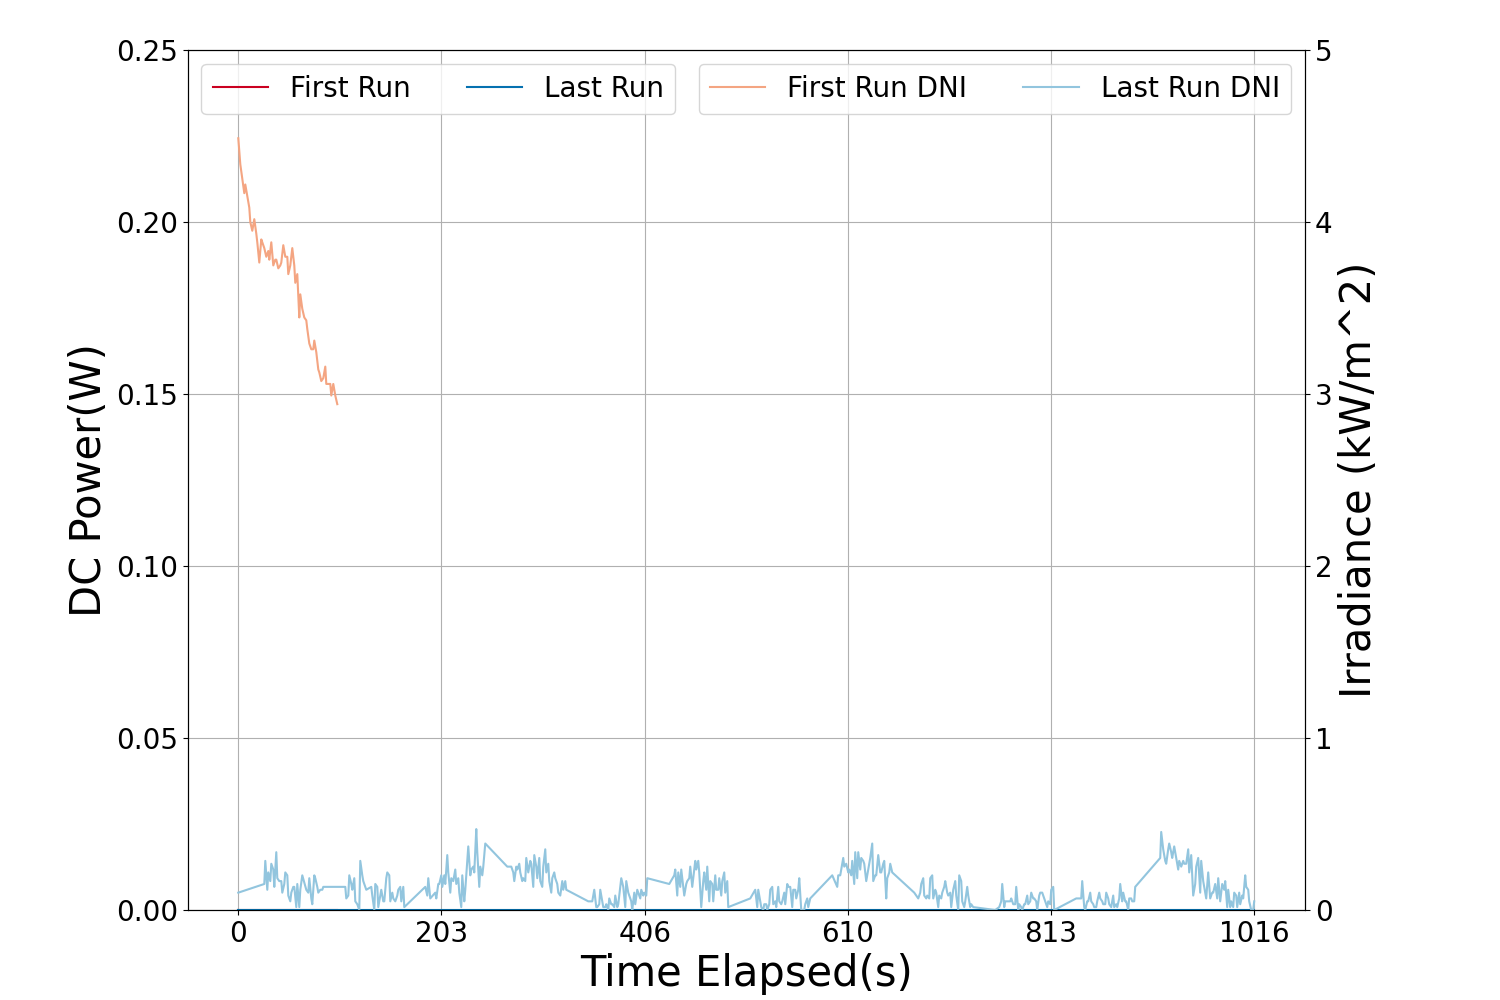 First Run
Last Run
First Run DNI
Last Run DNI
DC Power(W)
0.25
0.20
0.15
0.10
0.05
0.00
5
4
3
2
1
0
Irradiance (kW/m^2)
0 203 406 610 813 1016
Time Elapsed(s)